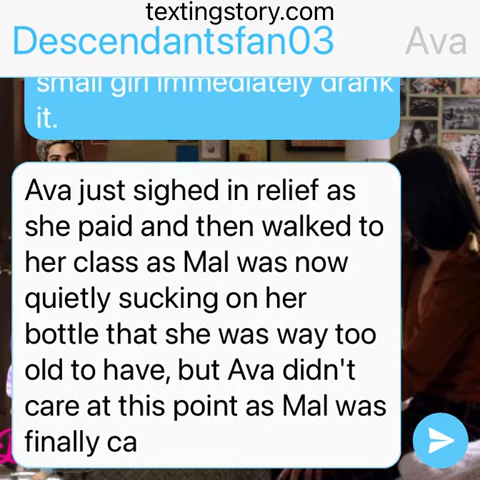 textingstory.com
Descendantsfan03 Ava
small girl immediately drank
it.
Ava just sighed in relief as
she paid and then walked to
her class as Mal was now
quietly sucking on her
bottle that she was way too
old to have, but Ava didn't
care at this point as Mal was
finally ca